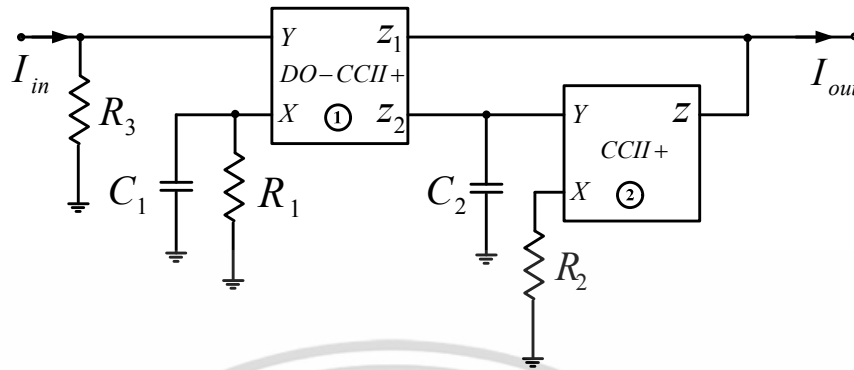 I_in
R_3
C_1
R_1
Y
X
DO-CCII+
①
z_1
z_2
C_2
Y
X
CCII+
②
z
R_2
I_out